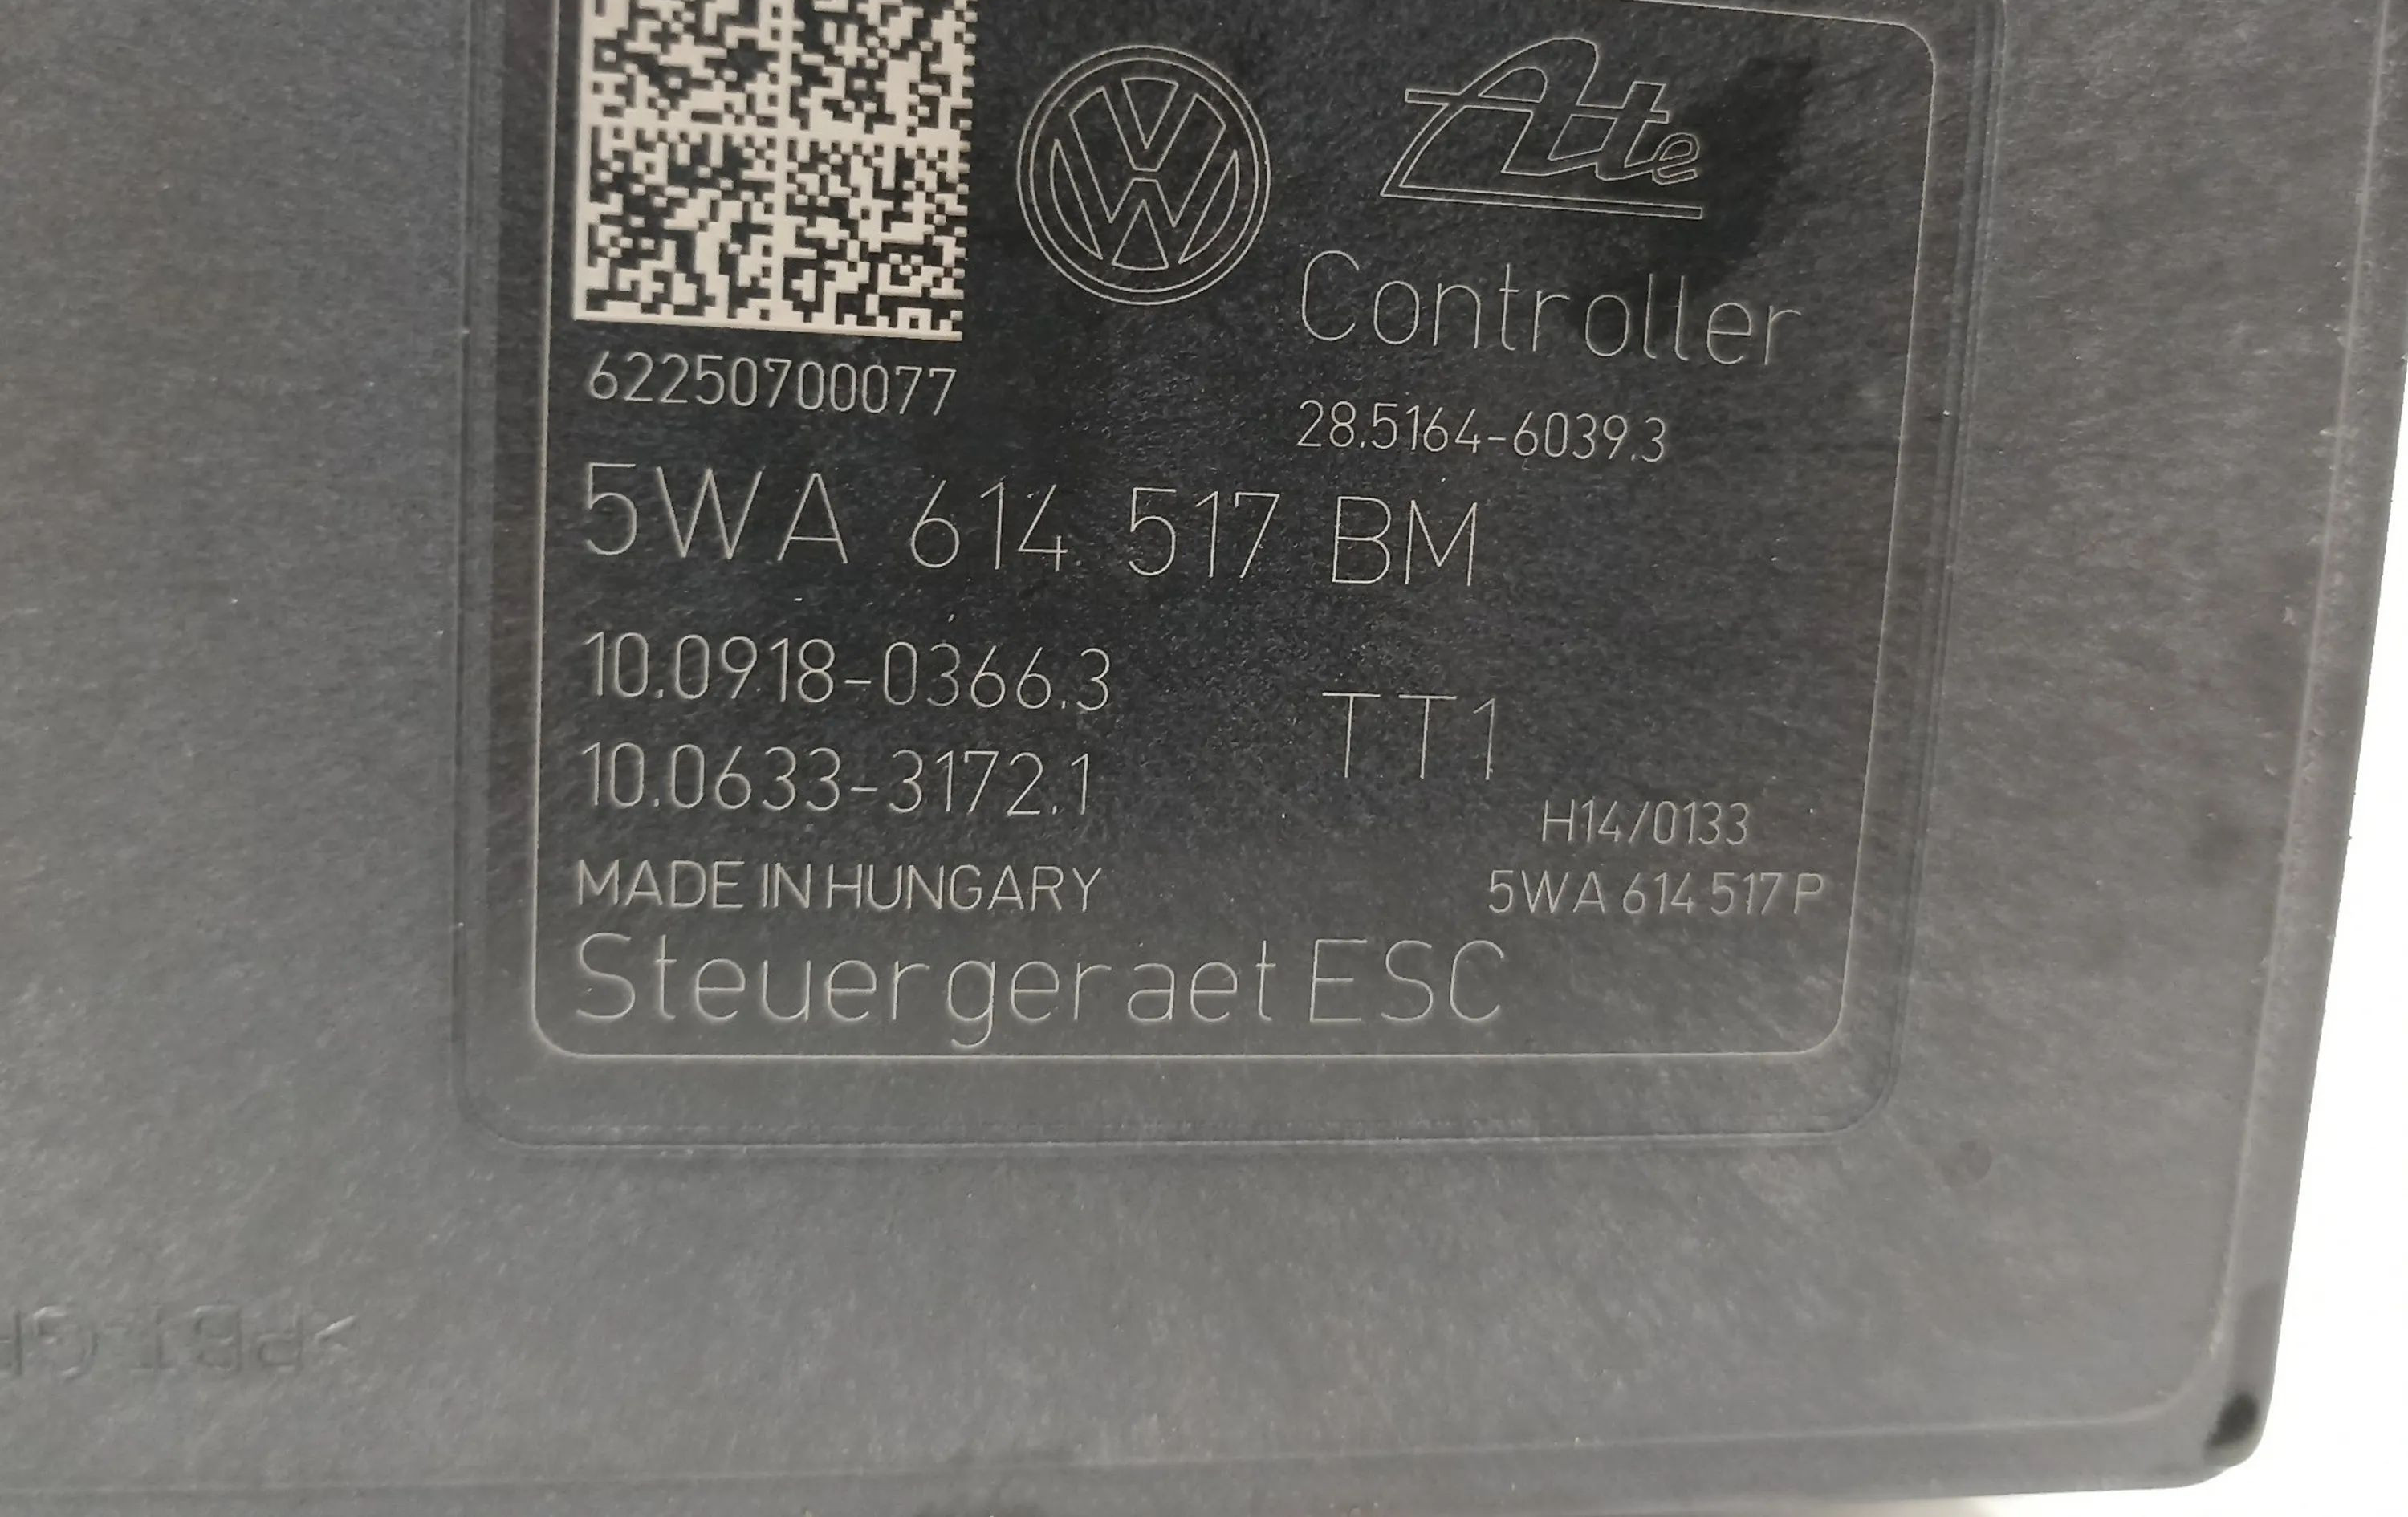 Ate
Controller
62250700077
28.5164-6039.3
5WA 614 517 BM
10.0918-0366.3
TT1
10.0633-3172.1
H14/0133
MADE IN HUNGARY
5WA 614 517 P
Steuergeraet ESC